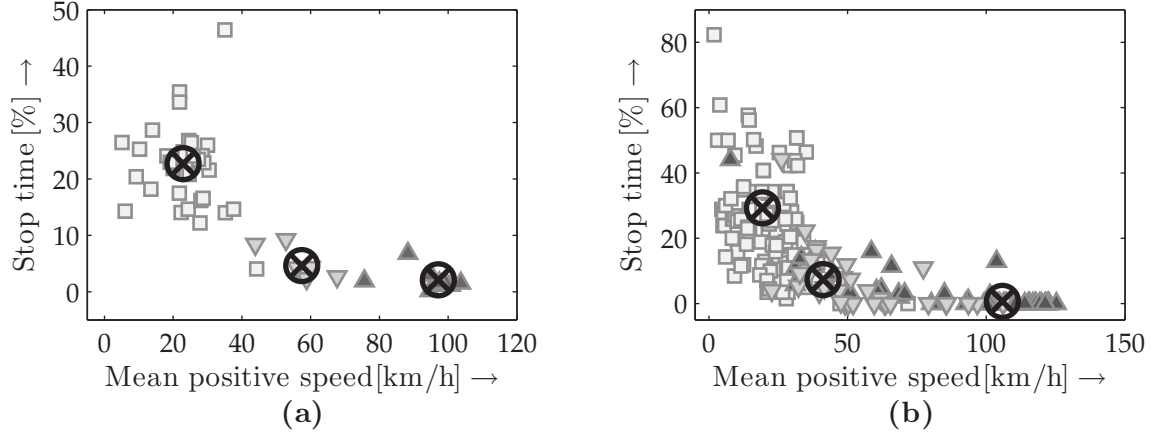 50
40
30
20
10
0
Stop time [%] →
0 20 40 60 80 100 120
Mean positive speed[km/h] →
(a)
80
60
40
20
0
Stop time [%] →
0 50 100 150
Mean positive speed[km/h] →
(b)